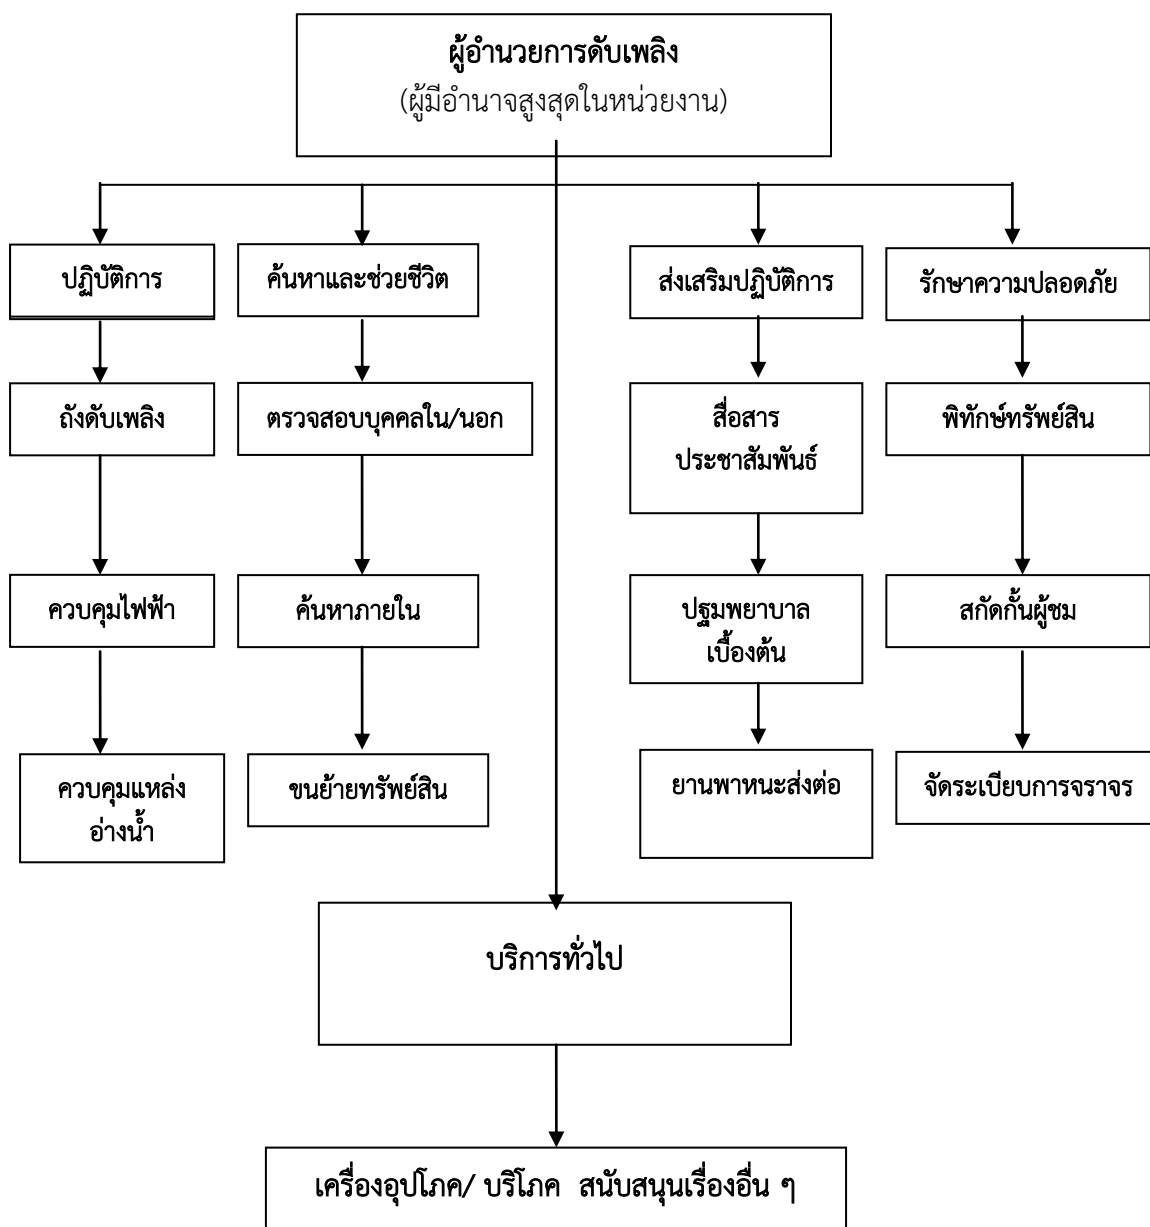 ผู้อำนวยการดับเพลิง
(ผู้มีอำนาจสูงสุดในหน่วยงาน)
ปฏิบัติการ
ค้นหาและช่วยชีวิต
ส่งเสริมปฏิบัติการ
รักษาความปลอดภัย
ถังดับเพลิง
ตรวจสอบบุคคลใน/นอก
สื่อสาร
ประชาสัมพันธ์
พิทักษ์ทรัพย์สิน
ควบคุมไฟฟ้า
ค้นหาภายใน
ปฐมพยาบาล
เบื้องต้น
สกัดกั้นผู้ชม
ควบคุมแหล่ง
อ่างน้ำ
ขนย้ายทรัพย์สิน
ยานพาหนะส่งต่อ
จัดระเบียบการจราจร
บริการทั่วไป
เครื่องอุปโภค/ บริโภค สนับสนุนเรื่องอื่น ๆ